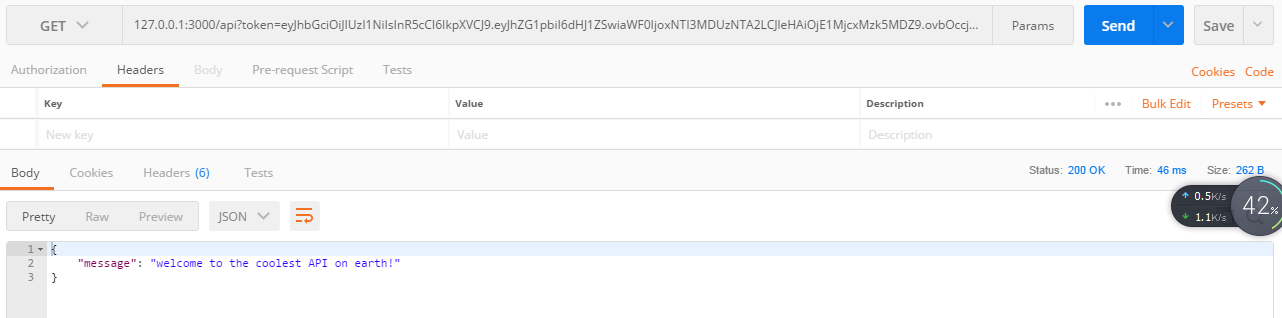 GET 127.0.0.1:3000/api?token=eyJhbGciOiJIUzI1NiIsInR5cCI6IkpXVCJ9.eyJhZG1pbiI6dHJ1ZSwiaWF0IjoxNTI3MDUzNTA2LCJleHAiOjE1MjcxMzk5MDZ9.ovbOccj... Params Send Save
Authorization Headers Body Pre-request Script Tests Cookies Code
Key Value Description ••• Bulk Edit Presets
New key Value Description
Body Cookies Headers (6) Tests Status: 200 OK Time: 46 ms Size: 262 B
Pretty Raw Preview JSON
0.5K/s
1.1K/s
42%
1 {
2 "message": "welcome to the coolest API on earth!"
3 }